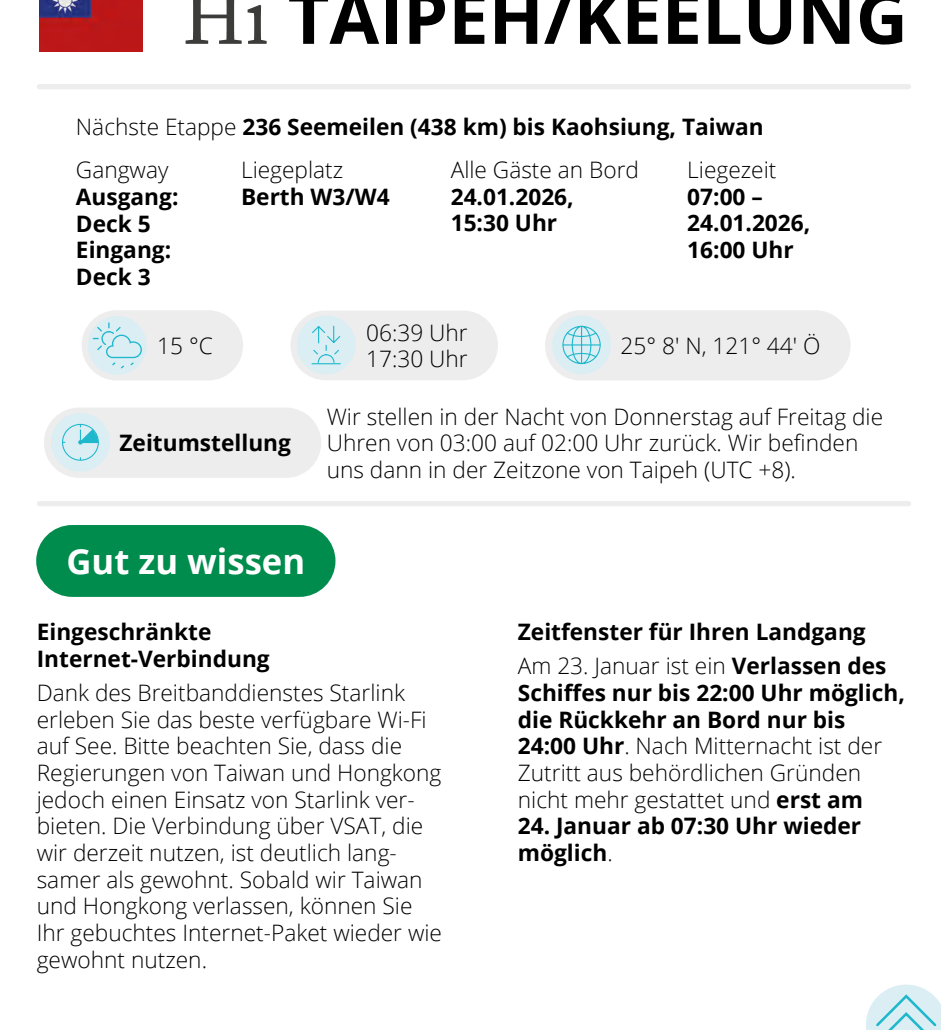 Hi TAIPEH/KEELUNG
Nächste Etappe 236 Seemeilen (438 km) bis Kaohsiung, Taiwan
Gangway
Ausgang:
Deck 5
Eingang:
Deck 3
Liegeplatz
Berth W3/W4
Alle Gäste an Bord
24.01.2026,
15:30 Uhr
Liegezeit
07:00 –
24.01.2026,
16:00 Uhr
15 °C
06:39 Uhr
17:30 Uhr
25° 8' N, 121° 44' Ö
Zeitumstellung
Wir stellen in der Nacht von Donnerstag auf Freitag die
Uhren von 03:00 auf 02:00 Uhr zurück. Wir befinden
uns dann in der Zeitzone von Taipeh (UTC +8).
Gut zu wissen
Eingeschränkte
Internet-Verbindung
Dank des Breitbanddienstes Starlink
erleben Sie das beste verfügbare Wi-Fi
auf See. Bitte beachten Sie, dass die
Regierungen von Taiwan und Hongkong
jedoch einen Einsatz von Starlink ver-
bieten. Die Verbindung über VSAT, die
wir derzeit nutzen, ist deutlich lang-
samer als gewohnt. Sobald wir Taiwan
und Hongkong verlassen, können Sie
Ihr gebuchtes Internet-Paket wieder wie
gewohnt nutzen.
Zeitfenster für Ihren Landgang
Am 23. Januar ist ein Verlassen des
Schiffes nur bis 22:00 Uhr möglich,
die Rückkehr an Bord nur bis
24:00 Uhr. Nach Mitternacht ist der
Zutritt aus behördlichen Gründen
nicht mehr gestattet und erst am
24. Januar ab 07:30 Uhr wieder
möglich.